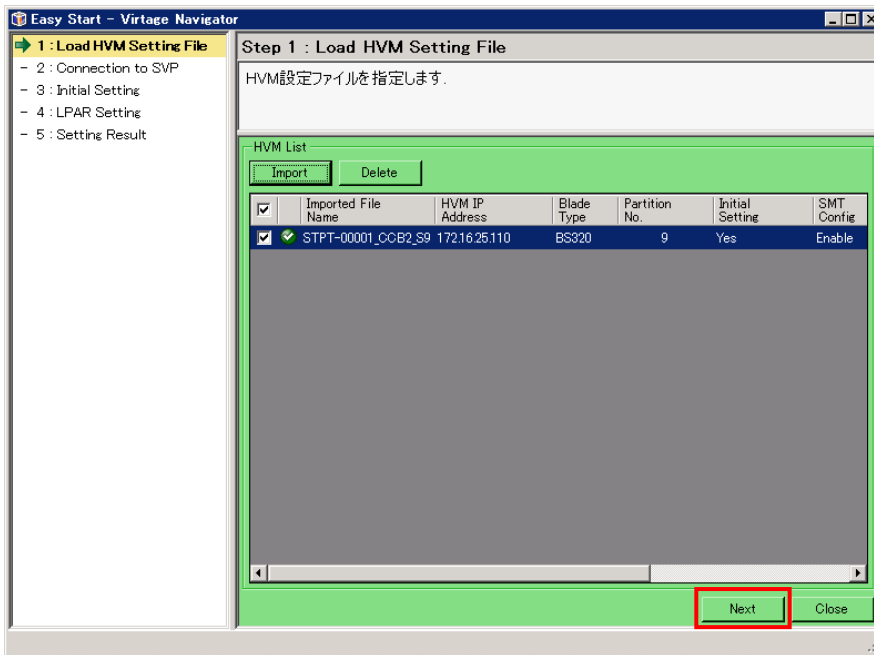 Easy Start - Virtage Navigator
1 : Load HVM Setting File
- 2 : Connection to SVP
- 3 : Initial Setting
- 4 : LPAR Setting
- 5 : Setting Result
Step 1 : Load HVM Setting File
HVM設定ファイルを指定します.
HVM List
Import Delete
Imported File Name HVM IP Address Blade Type Partition No. Initial Setting SMT Config
STPT-00001_CCB2_S9 172.16.25.110 BS320 9 Yes Enable
Next Close